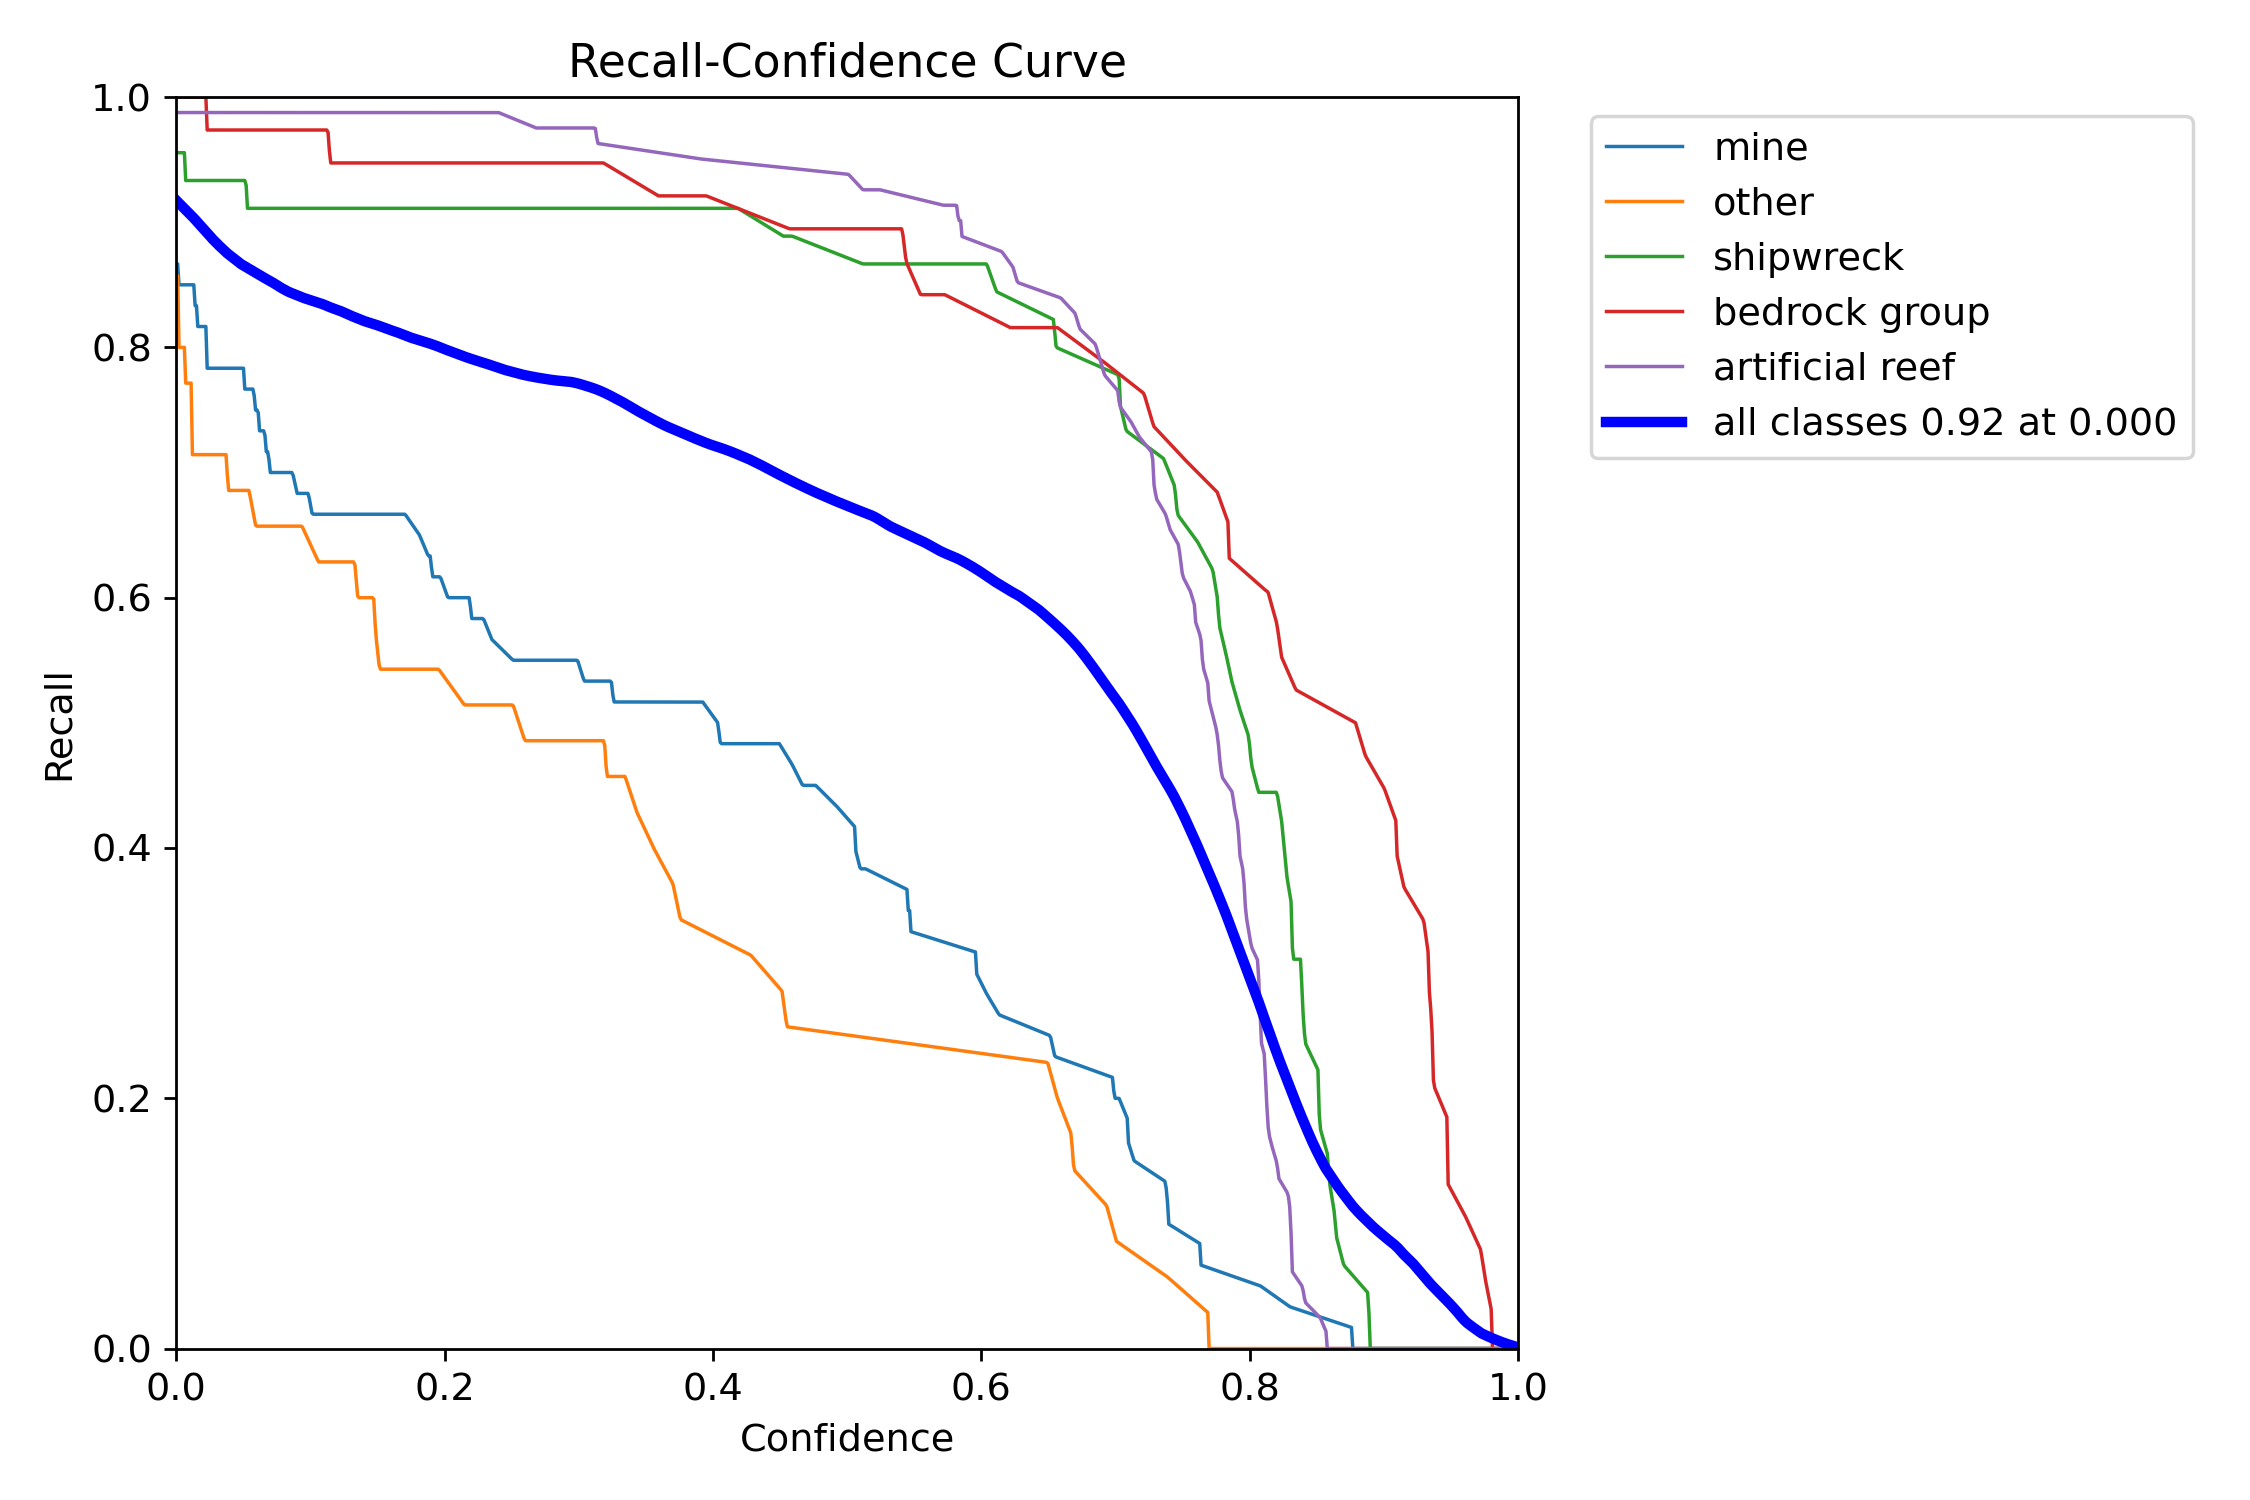 Recall-Confidence Curve
1.0
0.8
0.6
0.4
0.2
0.0
Recall
0.0 0.2 0.4 0.6 0.8 1.0
Confidence
mine
other
shipwreck
bedrock group
artificial reef
all classes 0.92 at 0.000